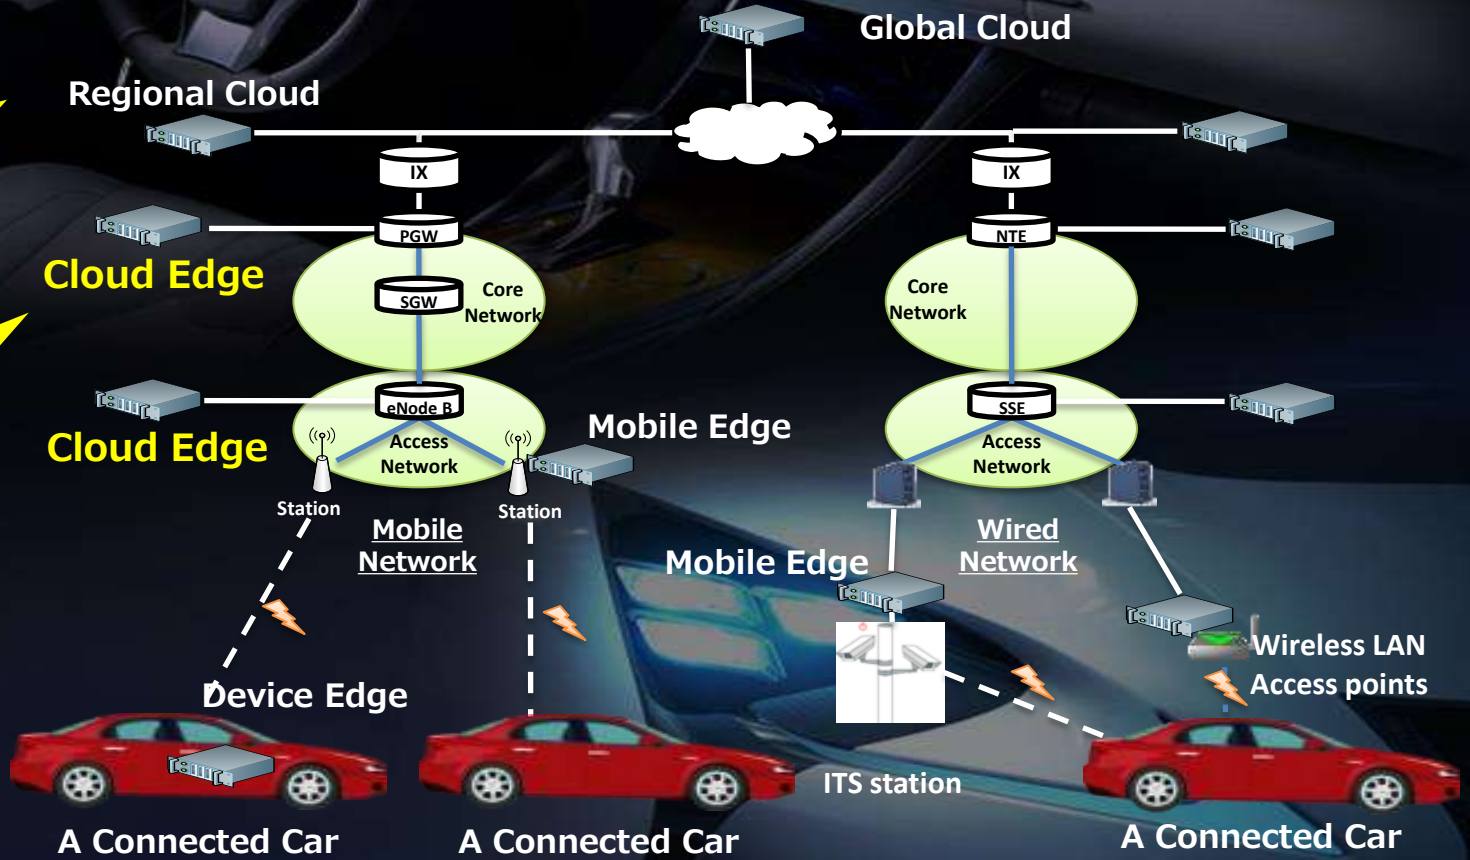 Global Cloud
Regional Cloud
IX
IX
PGW
NTE
Cloud Edge
SGW
Core
Network
Core
Network
eNode B
SSE
Cloud Edge
Mobile Edge
Access
Network
Access
Network
Station
Station
Mobile
Network
Wired
Network
Mobile Edge
Wireless LAN
Access points
Device Edge
ITS station
A Connected Car
A Connected Car
A Connected Car